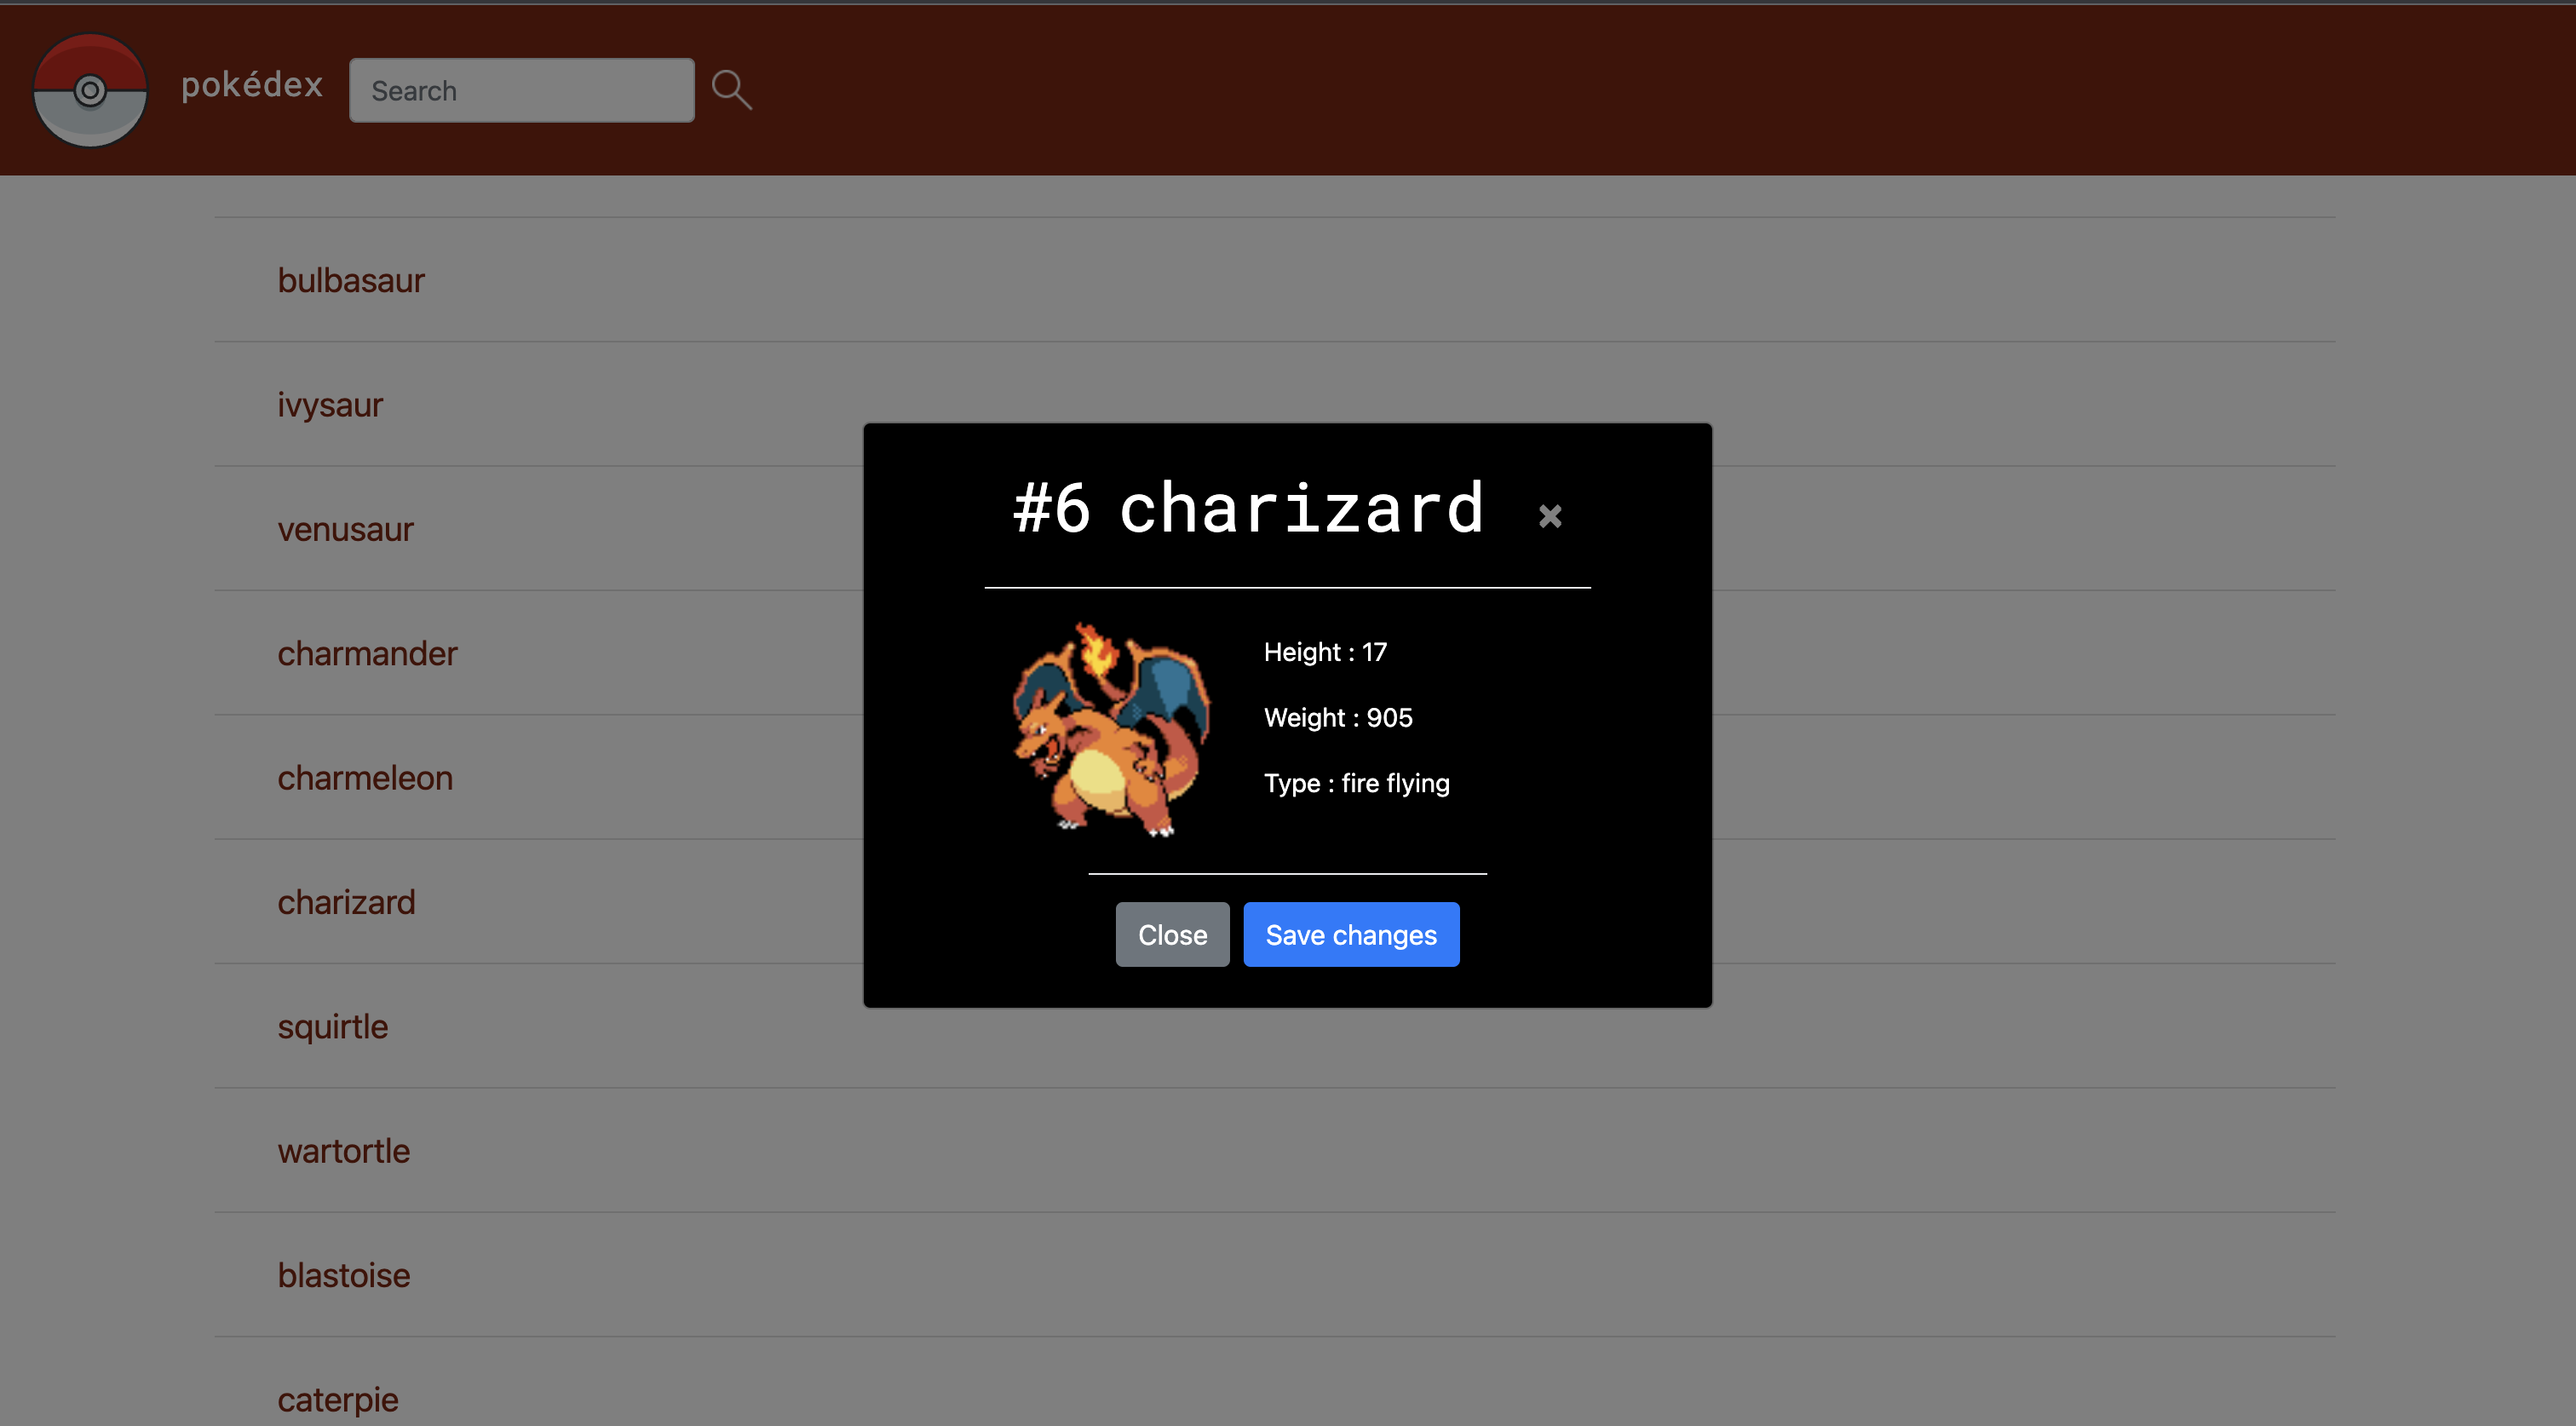 pokédex
Search
bulbasaur
ivysaur
venusaur
charmander
charmeleon
charizard
squirtle
wartortle
blastoise
caterpie
#6 charizard ×
Height : 17
Weight : 905
Type : fire flying
Close
Save changes